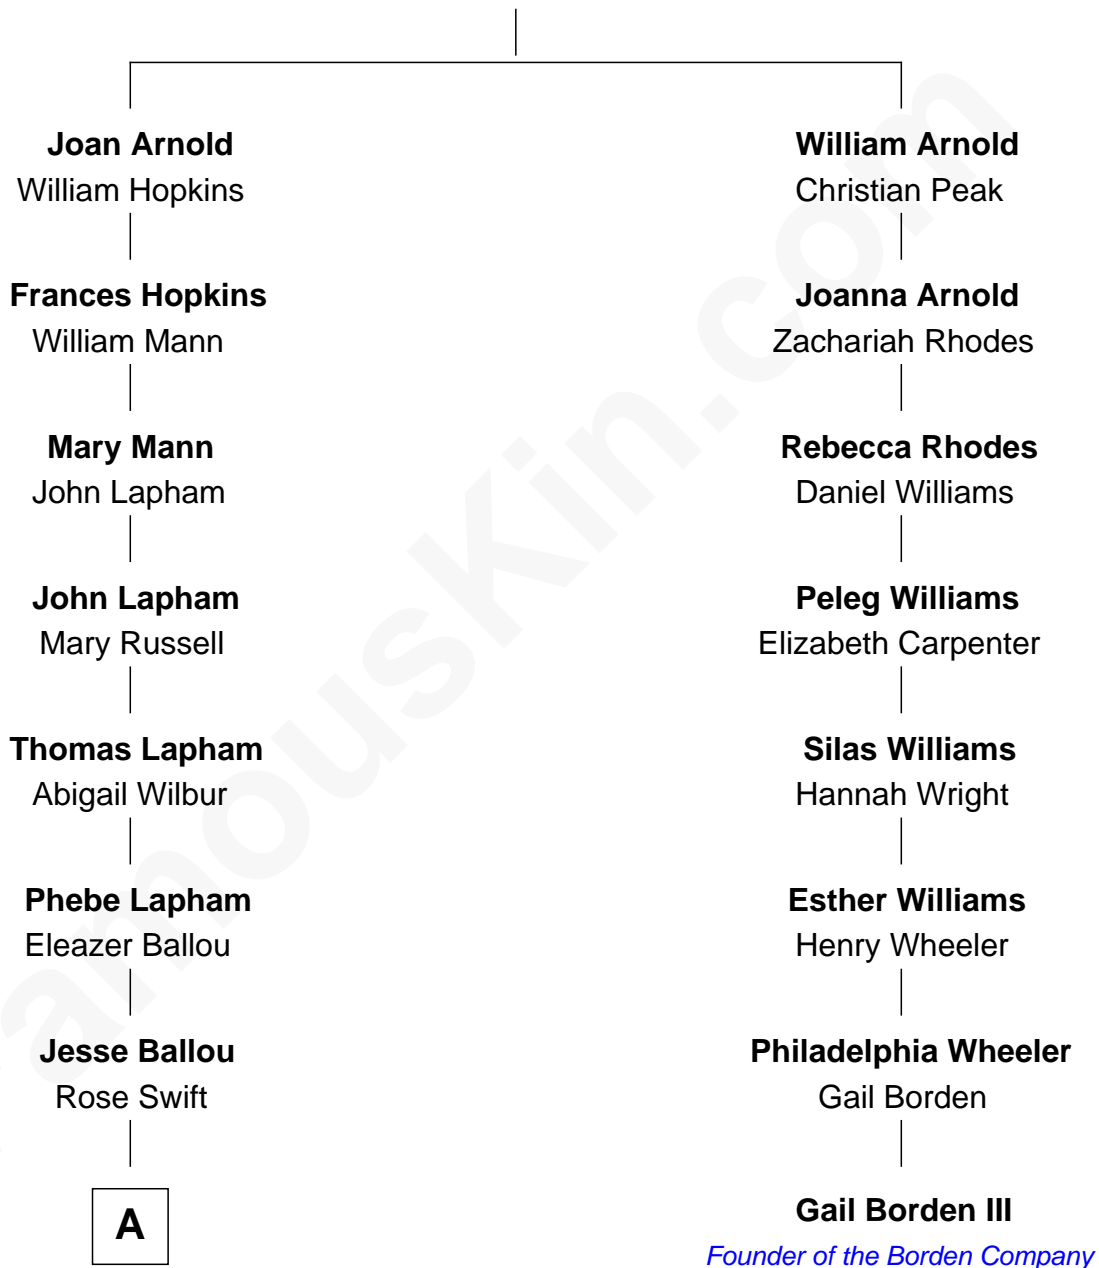 Joan Arnold
William Hopkins
Frances Hopkins
William Mann
Mary Mann
John Lapham
John Lapham
Mary Russell
Thomas Lapham
Abigail Wilbur
Phebe Lapham
Eleazer Ballou
Jesse Ballou
Rose Swift
A
William Arnold
Christian Peak
Joanna Arnold
Zachariah Rhodes
Rebecca Rhodes
Daniel Williams
Peleg Williams
Elizabeth Carpenter
Silas Williams
Hannah Wright
Esther Williams
Henry Wheeler
Philadelphia Wheeler
Gail Borden
Gail Borden III
Founder of the Borden Company
amouskin.com